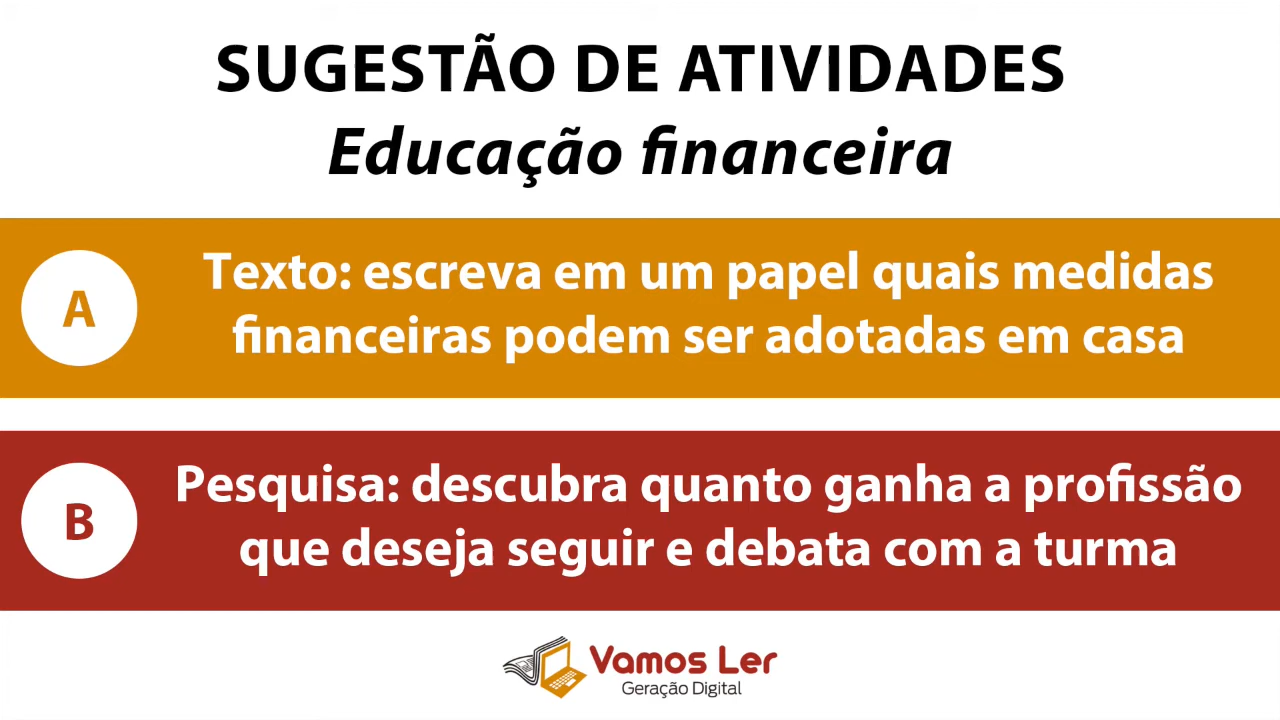 SUGESTÃO DE ATIVIDADES
Educação financeira
A
Texto: escreva em um papel quais medidas
financeiras podem ser adotadas em casa
B
Pesquisa: descubra quanto ganha a profissão
que deseja seguir e debata com a turma
Vamos Ler
Geração Digital